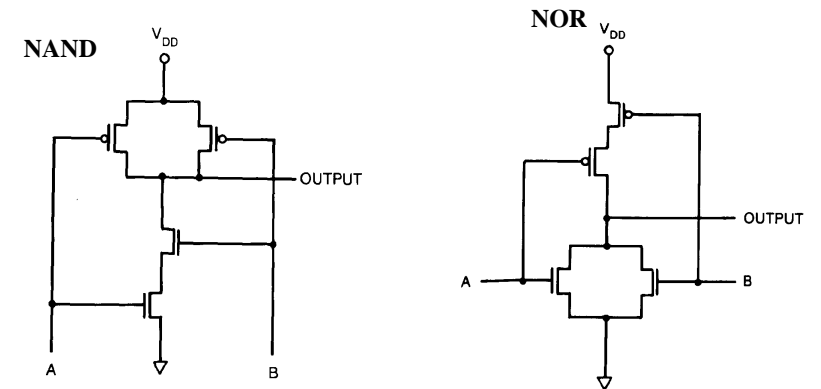 NAND
V_DD
OUTPUT
A
B
NOR
V_DD
OUTPUT
A
B